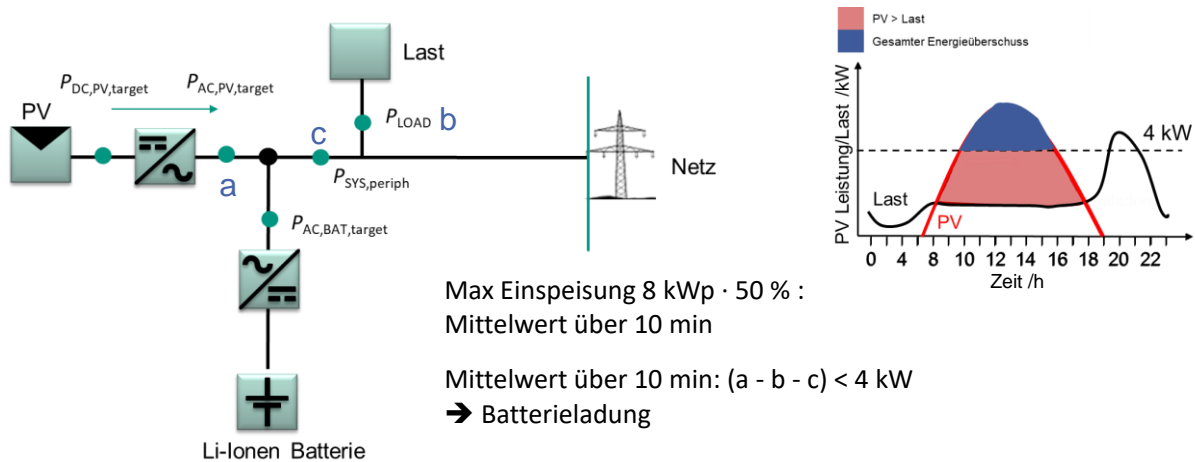 Last
P_DC,PV,target
P_AC,PV,target
PV
P_LOAD b
c
a
P_SYS,periph
Netz
P_AC,BAT,target
Li-Ionen Batterie
PV > Last
Gesamter Energieüberschuss
PV Leistung/Last /kW
4 kW
Last
PV
0 4 8 10 12 14 16 18 20 22
Zeit /h
Max Einspeisung 8 kWp · 50 % :
Mittelwert über 10 min
Mittelwert über 10 min: (a - b - c) < 4 kW
➔ Batterieladung